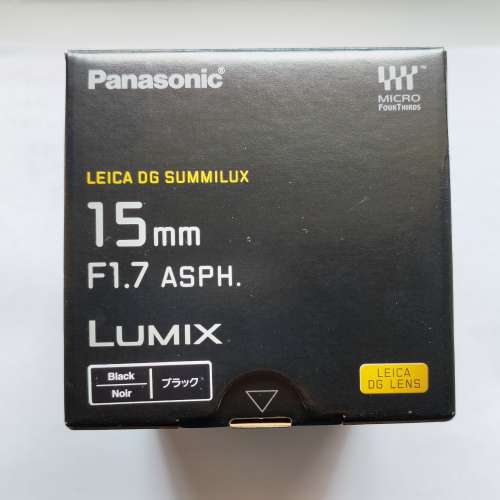 Panasonic®
™
MICRO
FOURTHIRDS
LEICA DG SUMMILUX
15mm
F1.7 ASPH.
LUMIX
Black
Noir
ブラック
LEICA
DG LENS